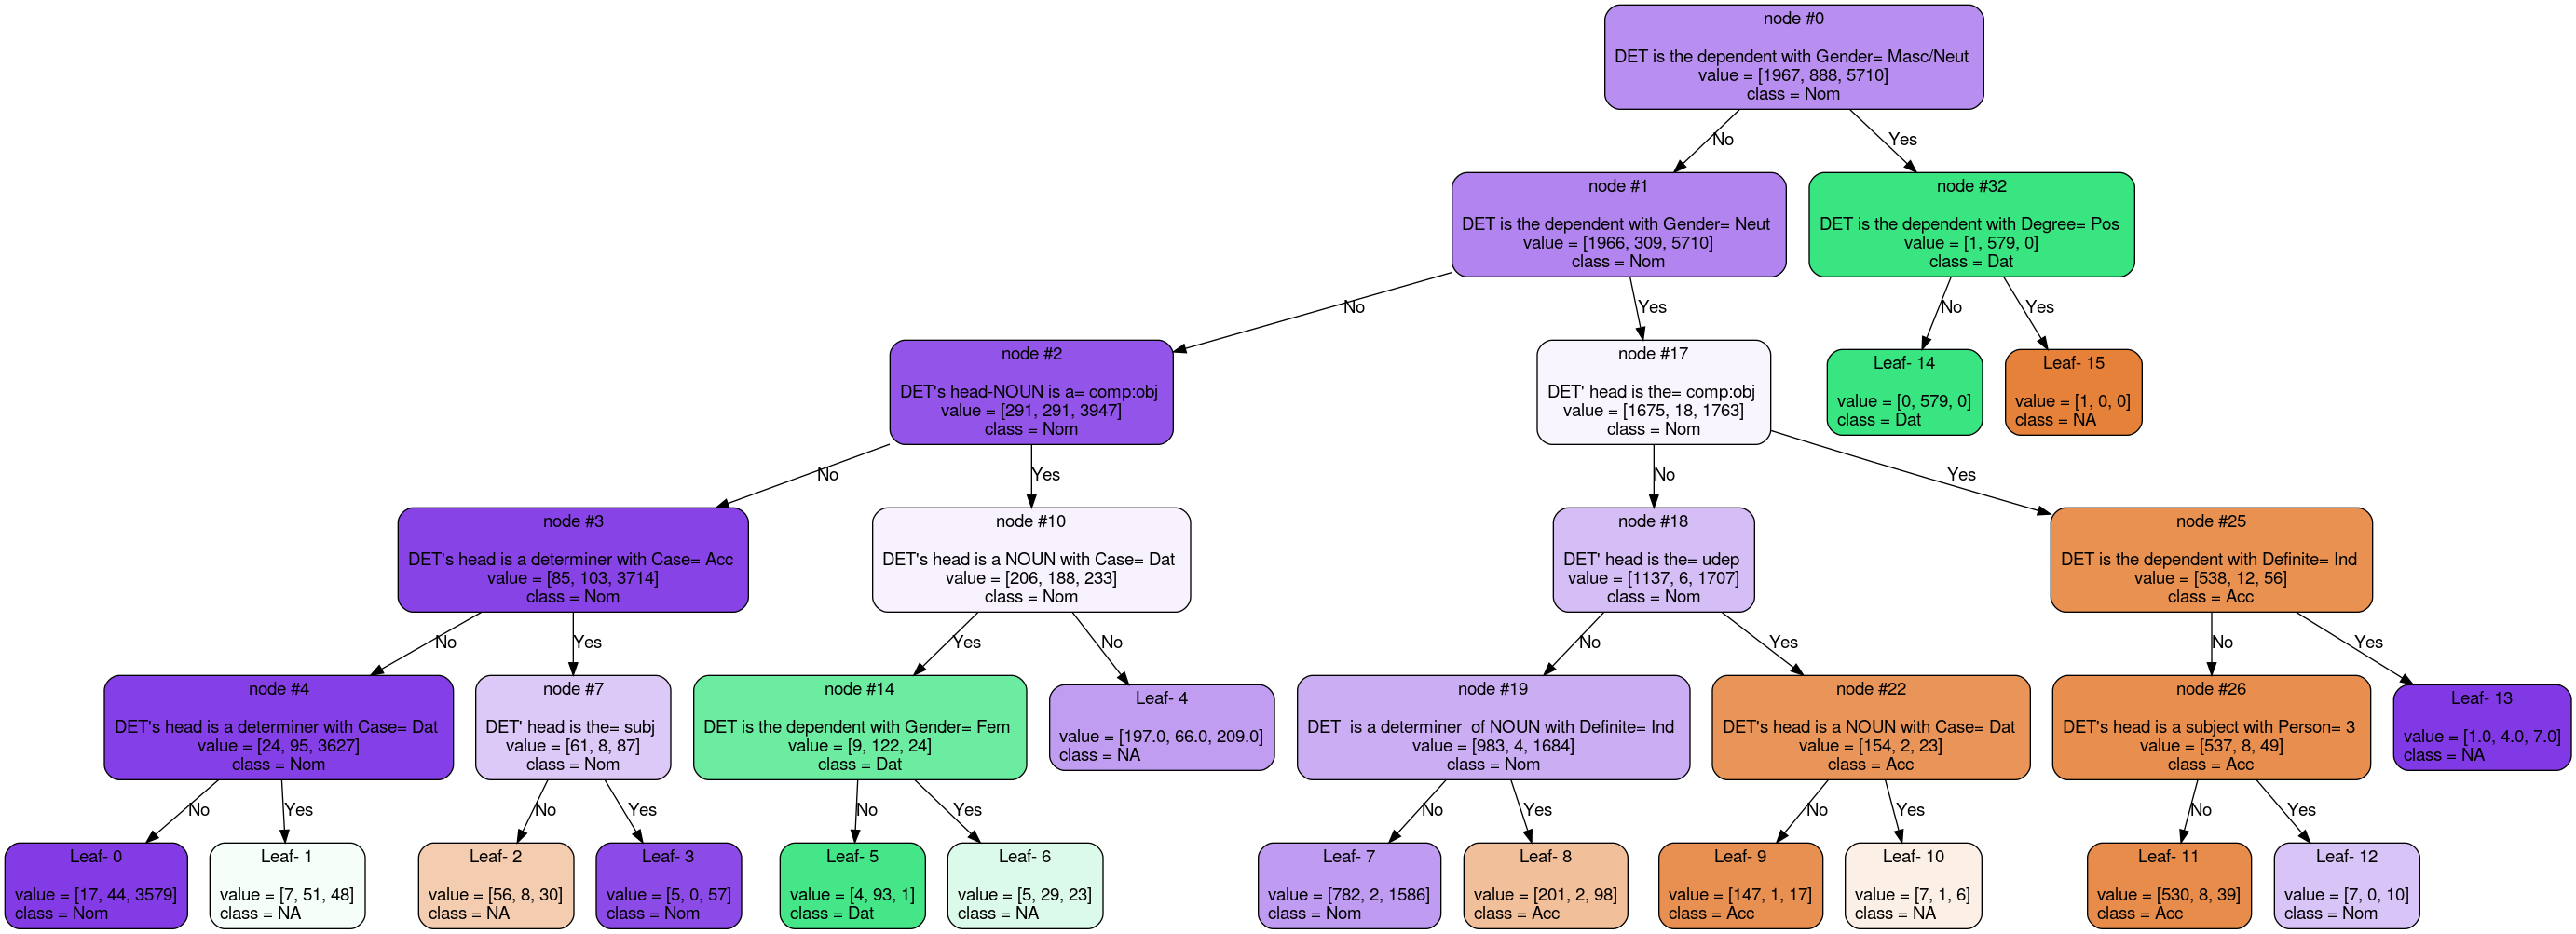 node #0
DET is the dependent with Gender= Masc/Neut
value = [1967, 888, 5710]
class = Nom
No
Yes
node #1
DET is the dependent with Gender= Neut
value = [1966, 309, 5710]
class = Nom
node #32
DET is the dependent with Degree= Pos
value = [1, 579, 0]
class = Dat
No
Yes
No
Yes
node #2
DET's head-NOUN is a= comp:obj
value = [291, 291, 3947]
class = Nom
node #17
DET' head is the= comp:obj
value = [1675, 18, 1763]
class = Nom
Leaf- 14
value = [0, 579, 0]
class = Dat
Leaf- 15
value = [1, 0, 0]
class = NA
No
Yes
No
Yes
node #3
DET's head is a determiner with Case= Acc
value = [85, 103, 3714]
class = Nom
node #10
DET's head is a NOUN with Case= Dat
value = [206, 188, 233]
class = Nom
node #18
DET' head is the= udep
value = [1137, 6, 1707]
class = Nom
node #25
DET is the dependent with Definite= Ind
value = [538, 12, 56]
class = Acc
No
Yes
Yes
No
No
Yes
No
Yes
node #4
DET's head is a determiner with Case= Dat
value = [24, 95, 3627]
class = Nom
node #7
DET' head is the= subj
value = [61, 8, 87]
class = Nom
node #14
DET is the dependent with Gender= Fem
value = [9, 122, 24]
class = Dat
Leaf- 4
value = [197.0, 66.0, 209.0]
class = NA
node #19
DET  is a determiner  of NOUN with Definite= Ind
value = [983, 4, 1684]
class = Nom
node #22
DET's head is a NOUN with Case= Dat
value = [154, 2, 23]
class = Acc
node #26
DET's head is a subject with Person= 3
value = [537, 8, 49]
class = Acc
Leaf- 13
value = [1.0, 4.0, 7.0]
class = NA
No
Yes
No
Yes
No
Yes
No
Yes
No
Yes
No
Yes
Leaf- 0
value = [17, 44, 3579]
class = Nom
Leaf- 1
value = [7, 51, 48]
class = NA
Leaf- 2
value = [56, 8, 30]
class = NA
Leaf- 3
value = [5, 0, 57]
class = Nom
Leaf- 5
value = [4, 93, 1]
class = Dat
Leaf- 6
value = [5, 29, 23]
class = NA
Leaf- 7
value = [782, 2, 1586]
class = Nom
Leaf- 8
value = [201, 2, 98]
class = Acc
Leaf- 9
value = [147, 1, 17]
class = Acc
Leaf- 10
value = [7, 1, 6]
class = NA
Leaf- 11
value = [530, 8, 39]
class = Acc
Leaf- 12
value = [7, 0, 10]
class = Nom